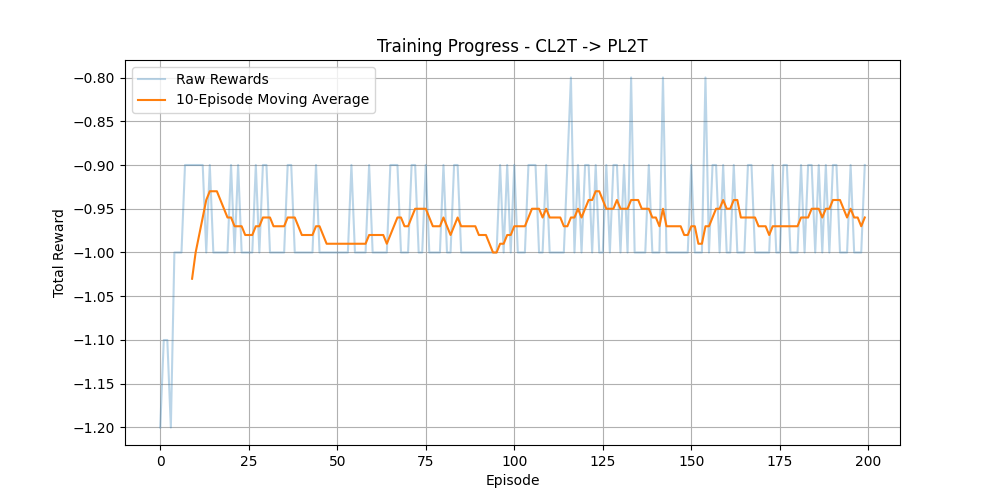 Training Progress - CL2T -> PL2T
Raw Rewards
10-Episode Moving Average
Total Reward
−0.80
−0.85
−0.90
−0.95
−1.00
−1.05
−1.10
−1.15
−1.20
0 25 50 75 100 125 150 175 200
Episode